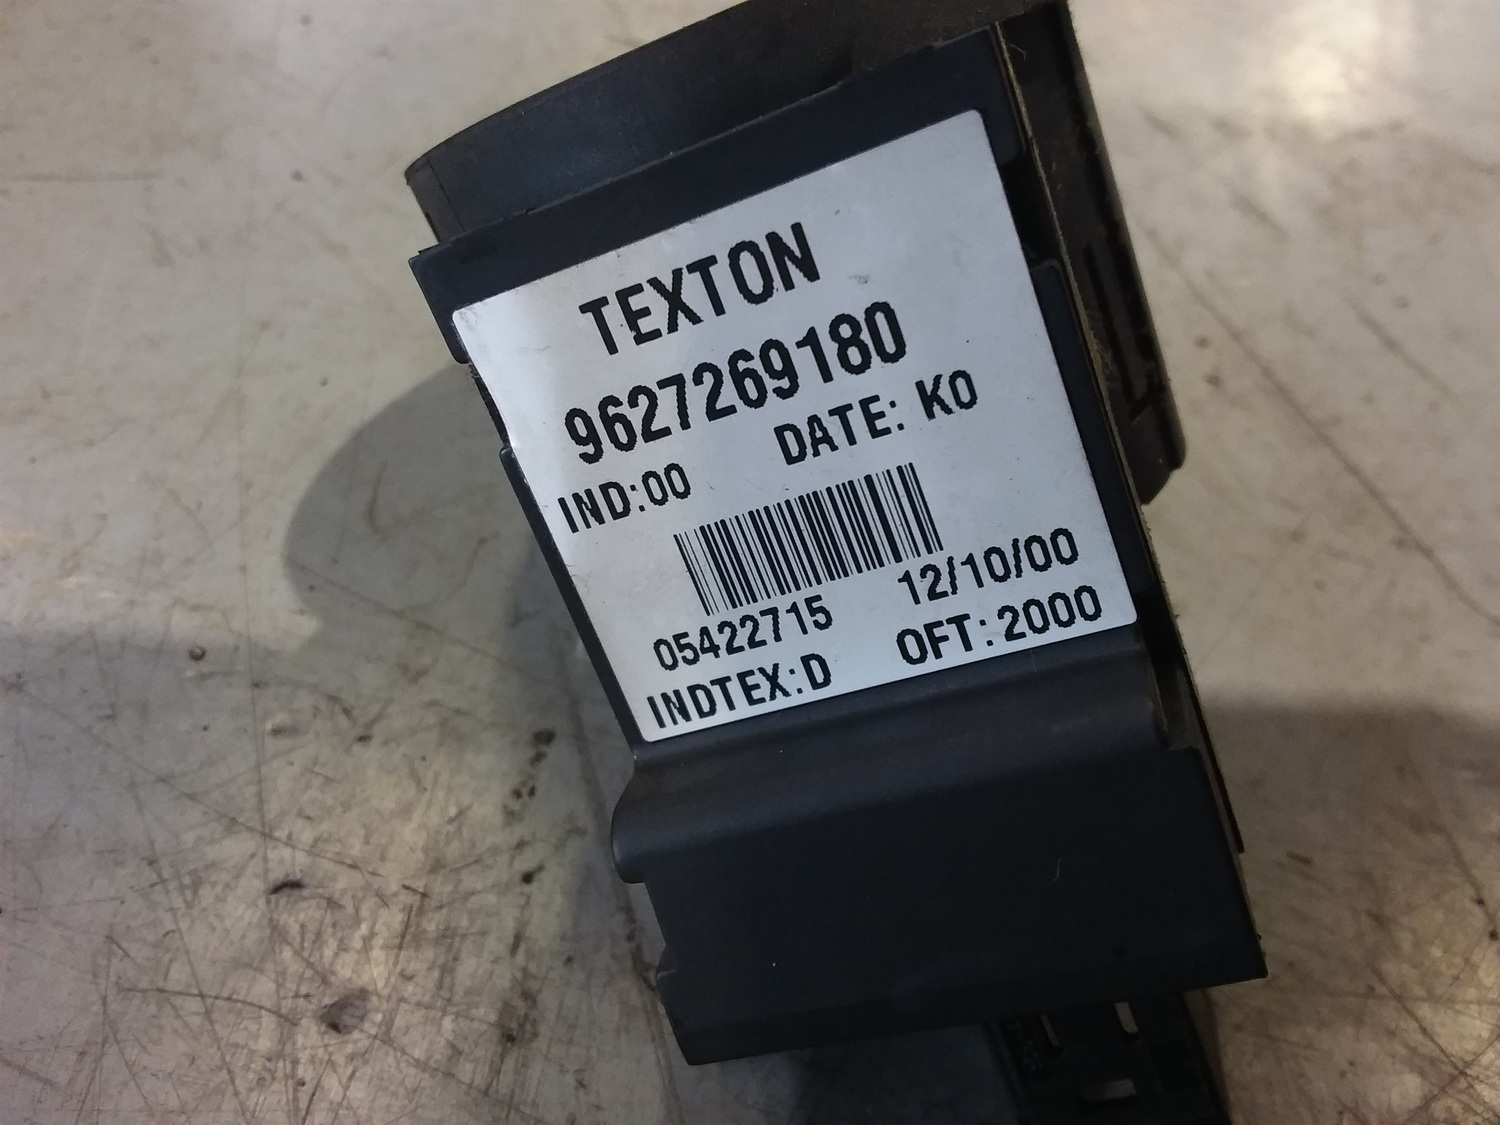 TEXTON
9627269180
IND:00 DATE: K0
12/10/00
05422715
INDTEX:D OFT:2000